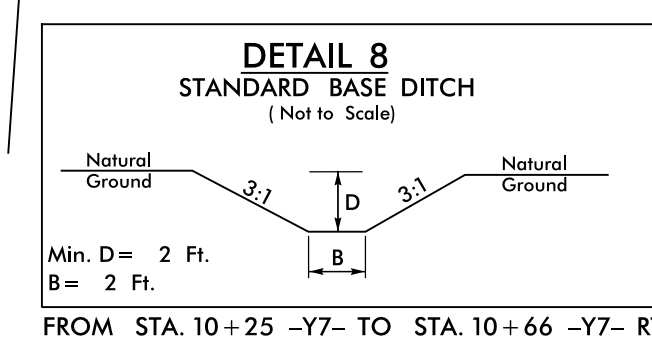 DETAIL 8
STANDARD BASE DITCH
( Not to Scale)
Natural
Ground
3:1
D
3:1
Natural
Ground
B
Min. D = 2 Ft.
B = 2 Ft.
FROM STA. 10+25 -Y7- TO STA. 10+66 -Y7-